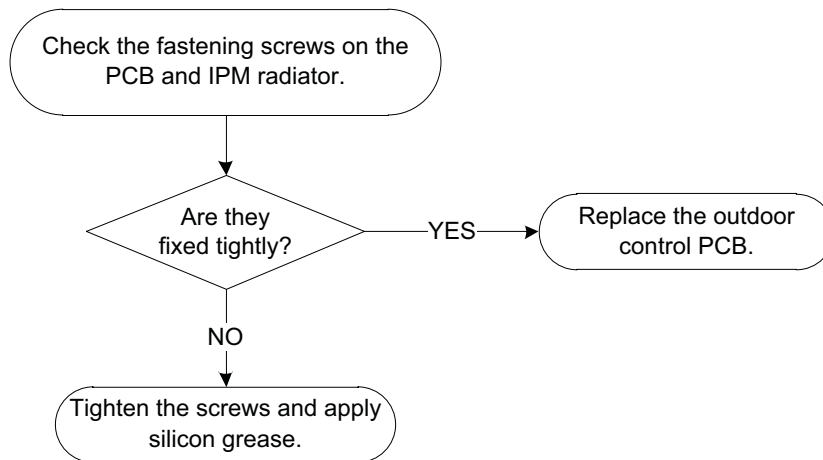 Check the fastening screws on the
PCB and IPM radiator.
Are they
fixed tightly?
YES
Replace the outdoor
control PCB.
NO
Tighten the screws and apply
silicon grease.